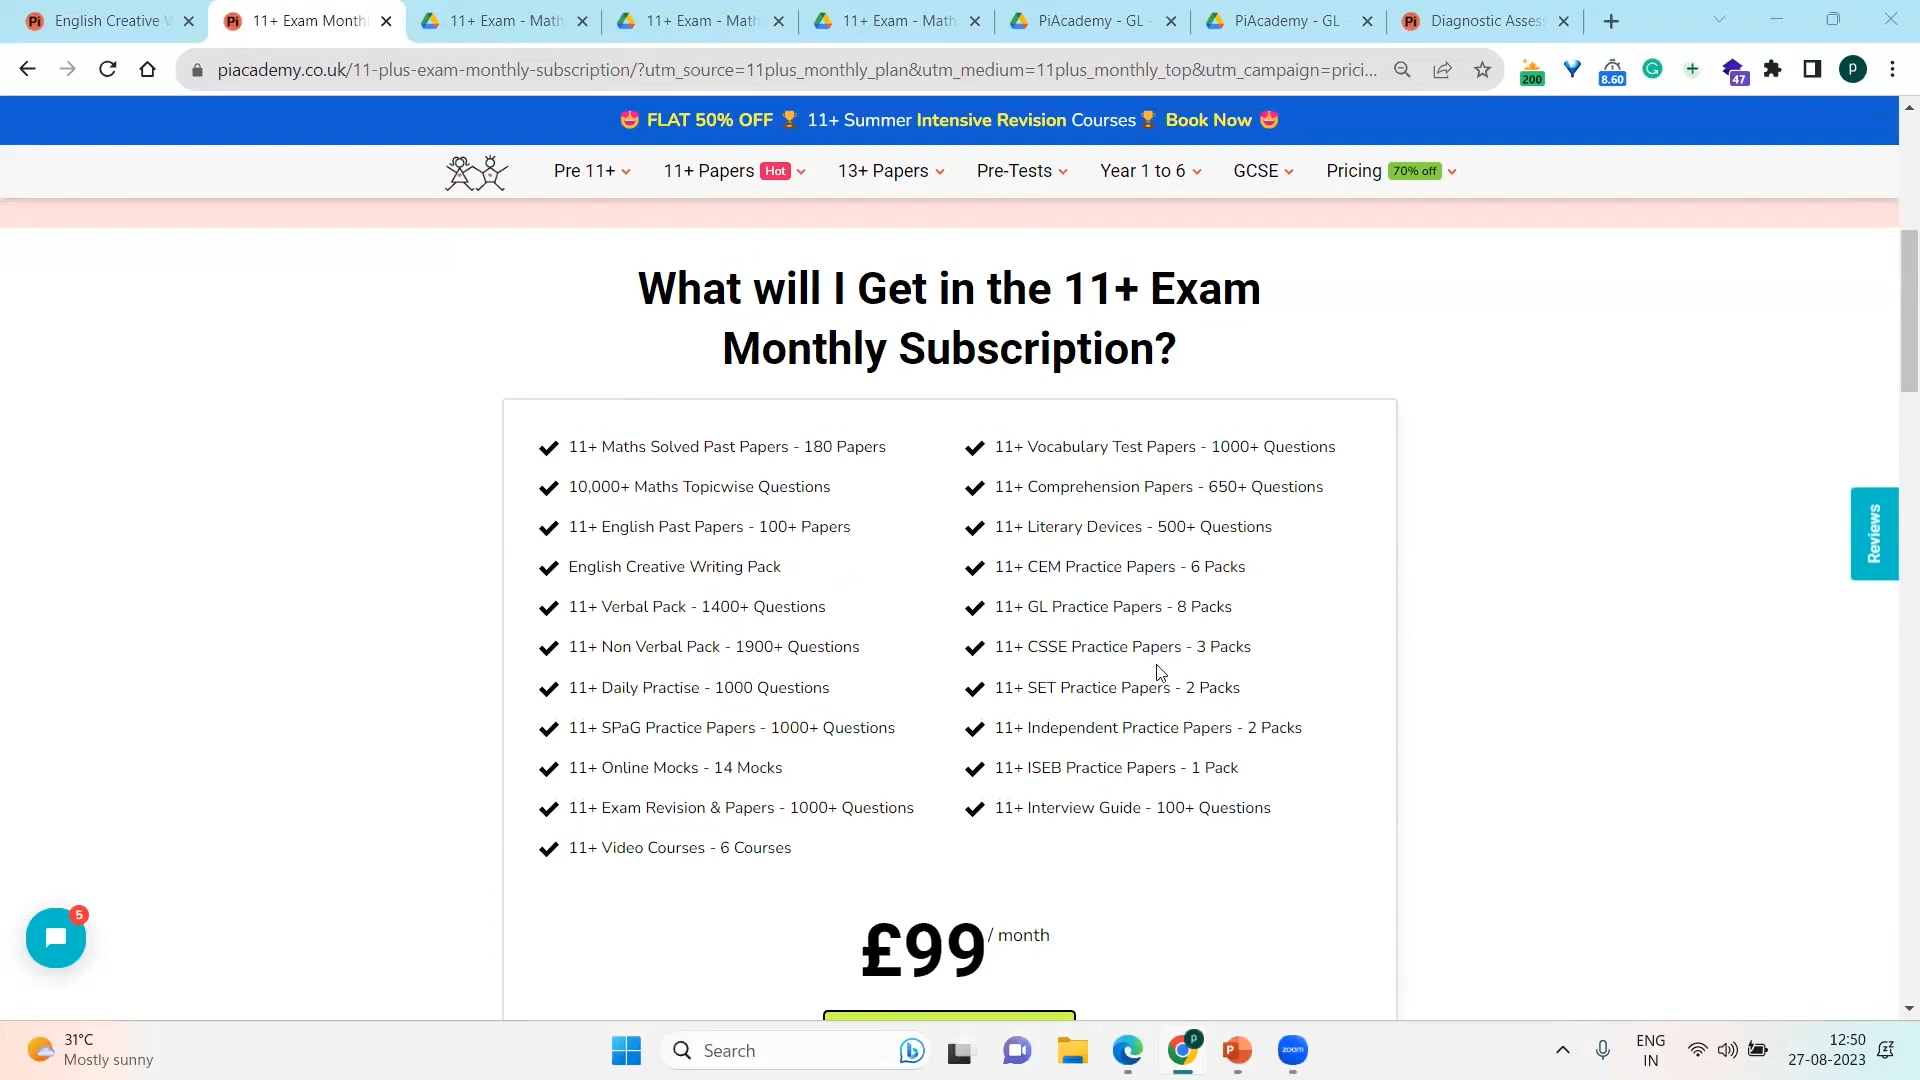 English Creative W
11+ Exam Monthl
11+ Exam - Math
11+ Exam - Math
11+ Exam - Math
PiAcademy - GL -
PiAcademy - GL -
Diagnostic Asses
piacademy.co.uk/11-plus-exam-monthly-subscription/?utm_source=11plus_monthly_plan&utm_medium=11plus_monthly_top&utm_campaign=prici...
200
8.60
47
P
FLAT 50% OFF 11+ Summer Intensive Revision Courses Book Now
Pre 11+ 11+ Papers Hot 13+ Papers Pre-Tests Year 1 to 6 GCSE Pricing 70% off
What will I Get in the 11+ Exam
Monthly Subscription?
11+ Maths Solved Past Papers - 180 Papers
10,000+ Maths Topicwise Questions
11+ English Past Papers - 100+ Papers
English Creative Writing Pack
11+ Verbal Pack - 1400+ Questions
11+ Non Verbal Pack - 1900+ Questions
11+ Daily Practise - 1000 Questions
11+ SPaG Practice Papers - 1000+ Questions
11+ Online Mocks - 14 Mocks
11+ Exam Revision & Papers - 1000+ Questions
11+ Video Courses - 6 Courses
11+ Vocabulary Test Papers - 1000+ Questions
11+ Comprehension Papers - 650+ Questions
11+ Literary Devices - 500+ Questions
11+ CEM Practice Papers - 6 Packs
11+ GL Practice Papers - 8 Packs
11+ CSSE Practice Papers - 3 Packs
11+ SET Practice Papers - 2 Packs
11+ Independent Practice Papers - 2 Packs
11+ ISEB Practice Papers - 1 Pack
11+ Interview Guide - 100+ Questions
£99 / month
Reviews
5
31°C
Mostly sunny
Search
zoom
ENG
IN
12:50
27-08-2023